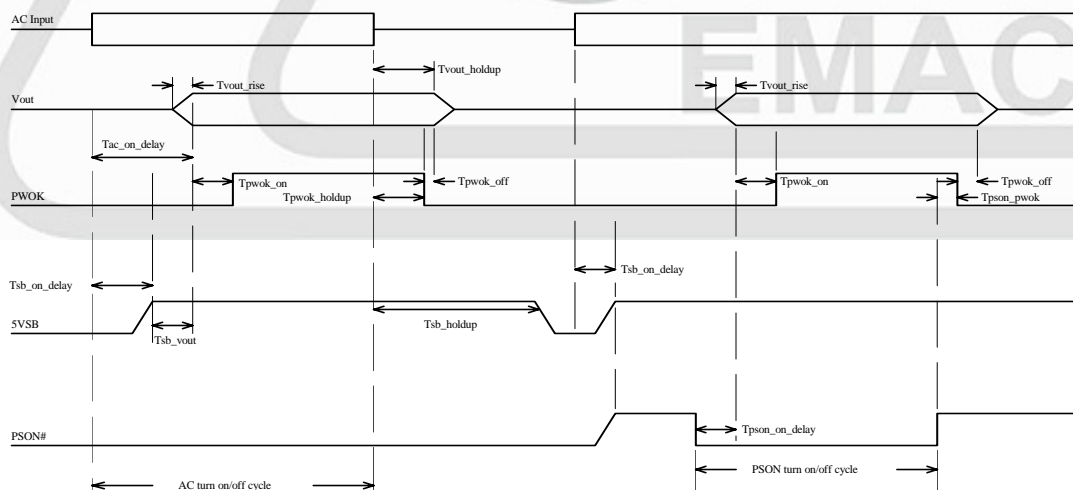 AC Input
EMAC
Tvout_holdup
Tvout_rise
Tvout_rise
Vout
Tac_on_delay
Tpwok_on
Tpwok_off
Tpwok_on
Tpwok_off
PWOK
Tpwok_holdup
Tpson_pwok
Tsb_on_delay
Tsb_on_delay
5VSB
Tsb_vout
Tsb_holdup
PSON#
Tpson_on_delay
AC turn on/off cycle
PSON turn on/off cycle